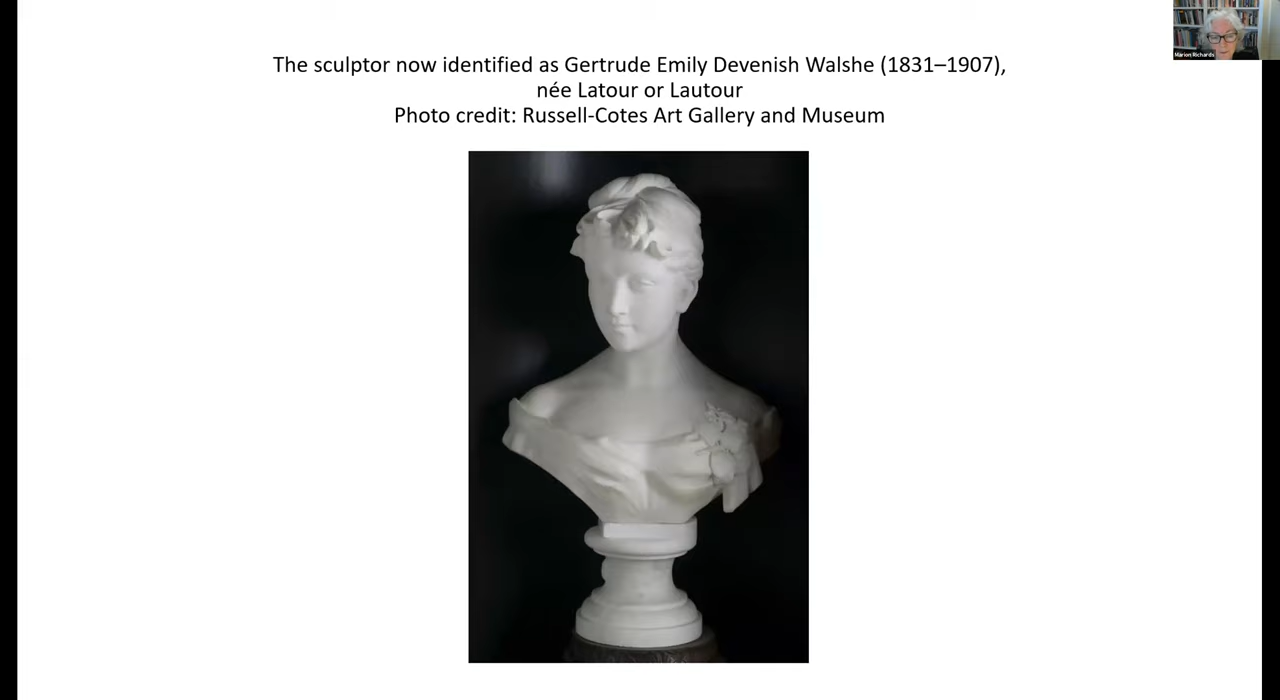 The sculptor now identified as Gertrude Emily Devenish Walshe (1831–1907),
née Latour or Lautour
Photo credit: Russell-Cotes Art Gallery and Museum
Marion Richards